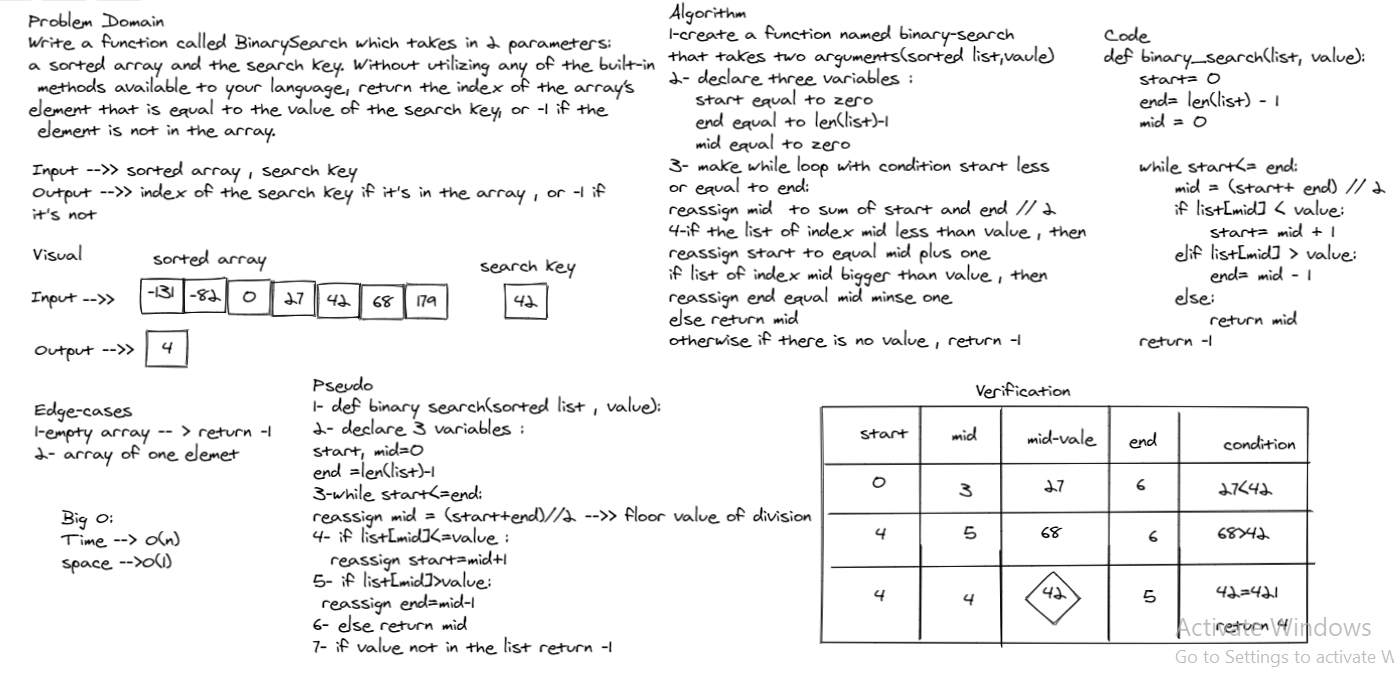 Problem Domain
Write a function called BinarySearch which takes in 2 parameters:
a sorted array and the search key. Without utilizing any of the built-in
methods available to your language, return the index of the array's
element that is equal to the value of the search key, or -1 if the
element is not in the array.
Input -->> sorted array , search key
Output -->> index of the search key if it's in the array , or -1 if
it's not
Visual
sorted array
search key
Input -->>
-131 -82 0 27 42 68 179
42
Output -->>
4
Edge-cases
1-empty array -- > return -1
2- array of one elemet
Big O:
Time --> O(n)
space -->O(1)
Pseudo
1- def binary search(sorted list , value):
2- declare 3 variables :
start, mid=0
end =len(list)-1
3-while start<=end:
reassign mid = (start+end)//2 -->> floor value of division
4- if list[mid]<=value :
reassign start=mid+1
5- if list[mid]>value:
reassign end=mid-1
6- else return mid
7- if value not in the list return -1
Algorithm
1-create a function named binary-search
that takes two arguments(sorted list,vaule)
2- declare three variables :
start equal to zero
end equal to len(list)-1
mid equal to zero
3- make while loop with condition start less
or equal to end:
reassign mid to sum of start and end // 2
4-if the list of index mid less than value , then
reassign start to equal mid plus one
if list of index mid bigger than value , then
reassign end equal mid minse one
else return mid
otherwise if there is no value , return -1
Code
def binary_search(list, value):
start= 0
end= len(list) - 1
mid = 0
while start<= end:
mid = (start+ end) // 2
if list[mid] < value:
start= mid + 1
elif list[mid] > value:
end= mid - 1
else:
return mid
return -1
Verification
start mid mid-vale end condition
0 3 27 6 27<42
4 5 68 6 68>42
4 4 42 5 42=42!
return 4
Activate Windows
Go to Settings to activate W